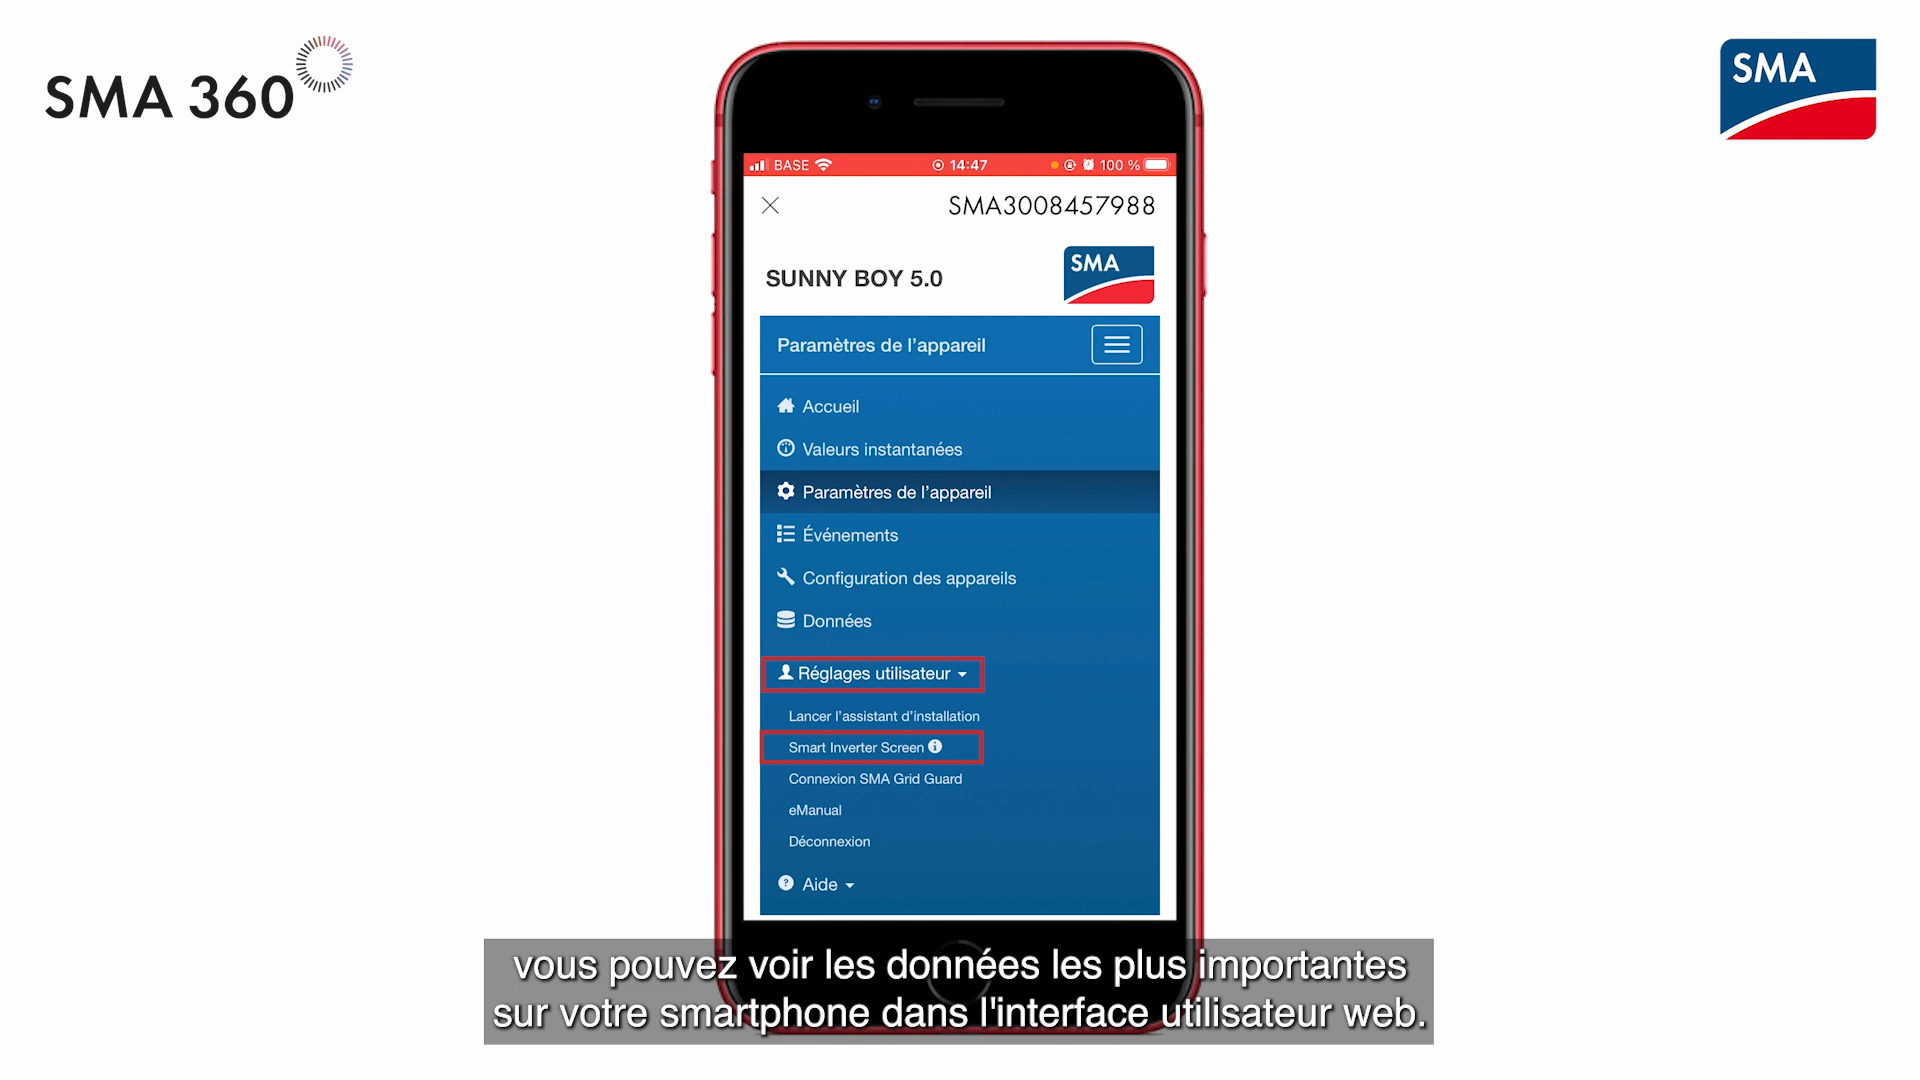 SMA 360
SMA
BASE 14:47 100 %
SMA3008457988
SUNNY BOY 5.0
SMA
Paramètres de l’appareil
Accueil
Valeurs instantanées
Paramètres de l’appareil
Événements
Configuration des appareils
Données
Réglages utilisateur
Lancer l’assistant d’installation
Smart Inverter Screen
Connexion SMA Grid Guard
eManual
Déconnexion
Aide
vous pouvez voir les données les plus importantes
sur votre smartphone dans l'interface utilisateur web.